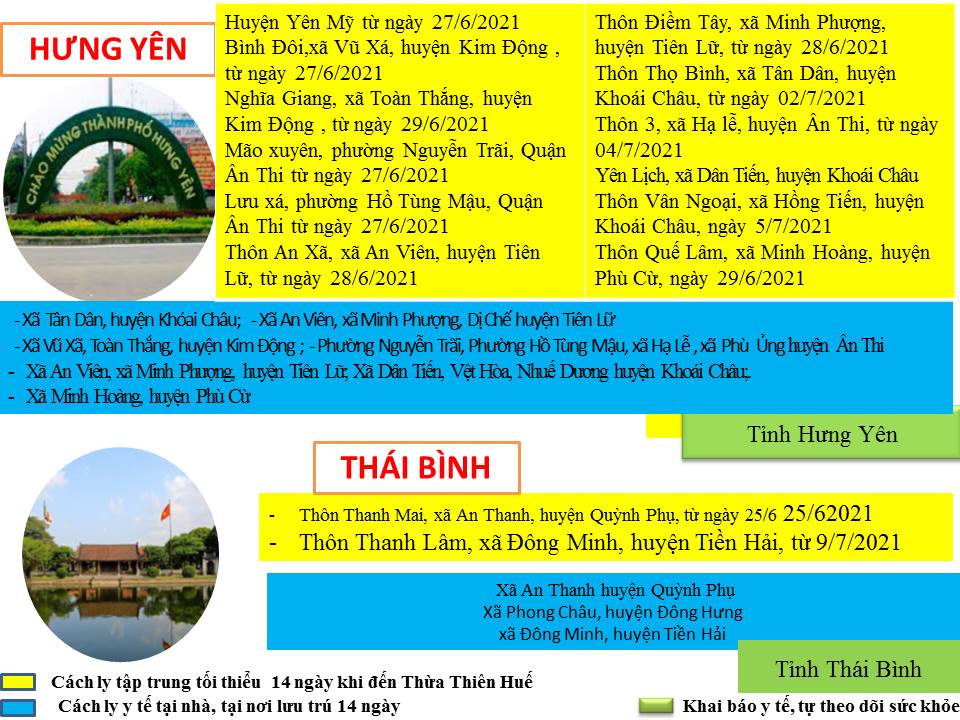 HƯNG YÊN
CHÀO MỪNG THÀNH PHỐ HƯNG YÊN
Huyện Yên Mỹ từ ngày 27/6/2021
Bình Đôi,xã Vũ Xá, huyện Kim Động ,
từ ngày 27/6/2021
Nghĩa Giang, xã Toàn Thắng, huyện
Kim Động , từ ngày 29/6/2021
Mão xuyên, phường Nguyễn Trãi, Quận
Ân Thi từ ngày 27/6/2021
Lưu xá, phường Hồ Tùng Mậu, Quận
Ân Thi từ ngày 27/6/2021
Thôn An Xã, xã An Viên, huyện Tiên
Lữ, từ ngày 28/6/2021
Thôn Điềm Tây, xã Minh Phượng,
huyện Tiên Lữ, từ ngày 28/6/2021
Thôn Thọ Bình, xã Tân Dân, huyện
Khoái Châu, từ ngày 02/7/2021
Thôn 3, xã Hạ lễ, huyện Ân Thi, từ ngày
04/7/2021
Yên Lịch, xã Dân Tiến, huyện Khoái Châu
Thôn Vân Ngoại, xã Hồng Tiến, huyện
Khoái Châu, ngày 5/7/2021
Thôn Quế Lâm, xã Minh Hoàng, huyện
Phù Cừ, ngày 29/6/2021
- Xã Tân Dân, huyện Khoái Châu; - Xã An Viên, xã Minh Phượng, Dị Chế huyện Tiên Lữ
- Xã Vũ Xã, Toàn Thắng, huyện Kim Động ; - Phường Nguyễn Trãi, Phường Hồ Tùng Mậu, xã Hạ Lễ , xã Phù Ủng huyện Ân Thi
- Xã An Viên, xã Minh Phượng, huyện Tiên Lữ; Xã Dân Tiến, Vệt Hòa, Nhuế Dương huyện Khoái Châu;.
- Xã Minh Hoàng, huyện Phù Cừ
Tỉnh Hưng Yên
THÁI BÌNH
- Thôn Thanh Mai, xã An Thanh, huyện Quỳnh Phụ, từ ngày 25/6 25/62021
- Thôn Thanh Lâm, xã Đông Minh, huyện Tiền Hải, từ 9/7/2021
Xã An Thanh huyện Quỳnh Phụ
Xã Phong Châu, huyện Đông Hưng
xã Đông Minh, huyện Tiền Hải
Tỉnh Thái Bình
Cách ly tập trung tối thiểu 14 ngày khi đến Thừa Thiên Huế
Cách ly y tế tại nhà, tại nơi lưu trú 14 ngày
Khai báo y tế, tự theo dõi sức khỏe